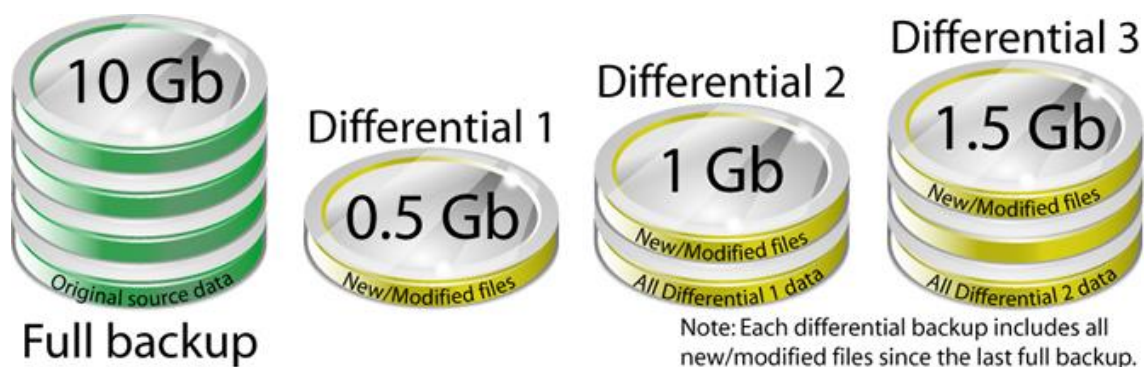 10 Gb
Original source data
Full backup
Differential 1
0.5 Gb
New/Modified files
Differential 2
1 Gb
New/Modified files
All Differential 1 data
Differential 3
1.5 Gb
New/Modified files
All Differential 2 data
Note: Each differential backup includes all
new/modified files since the last full backup.